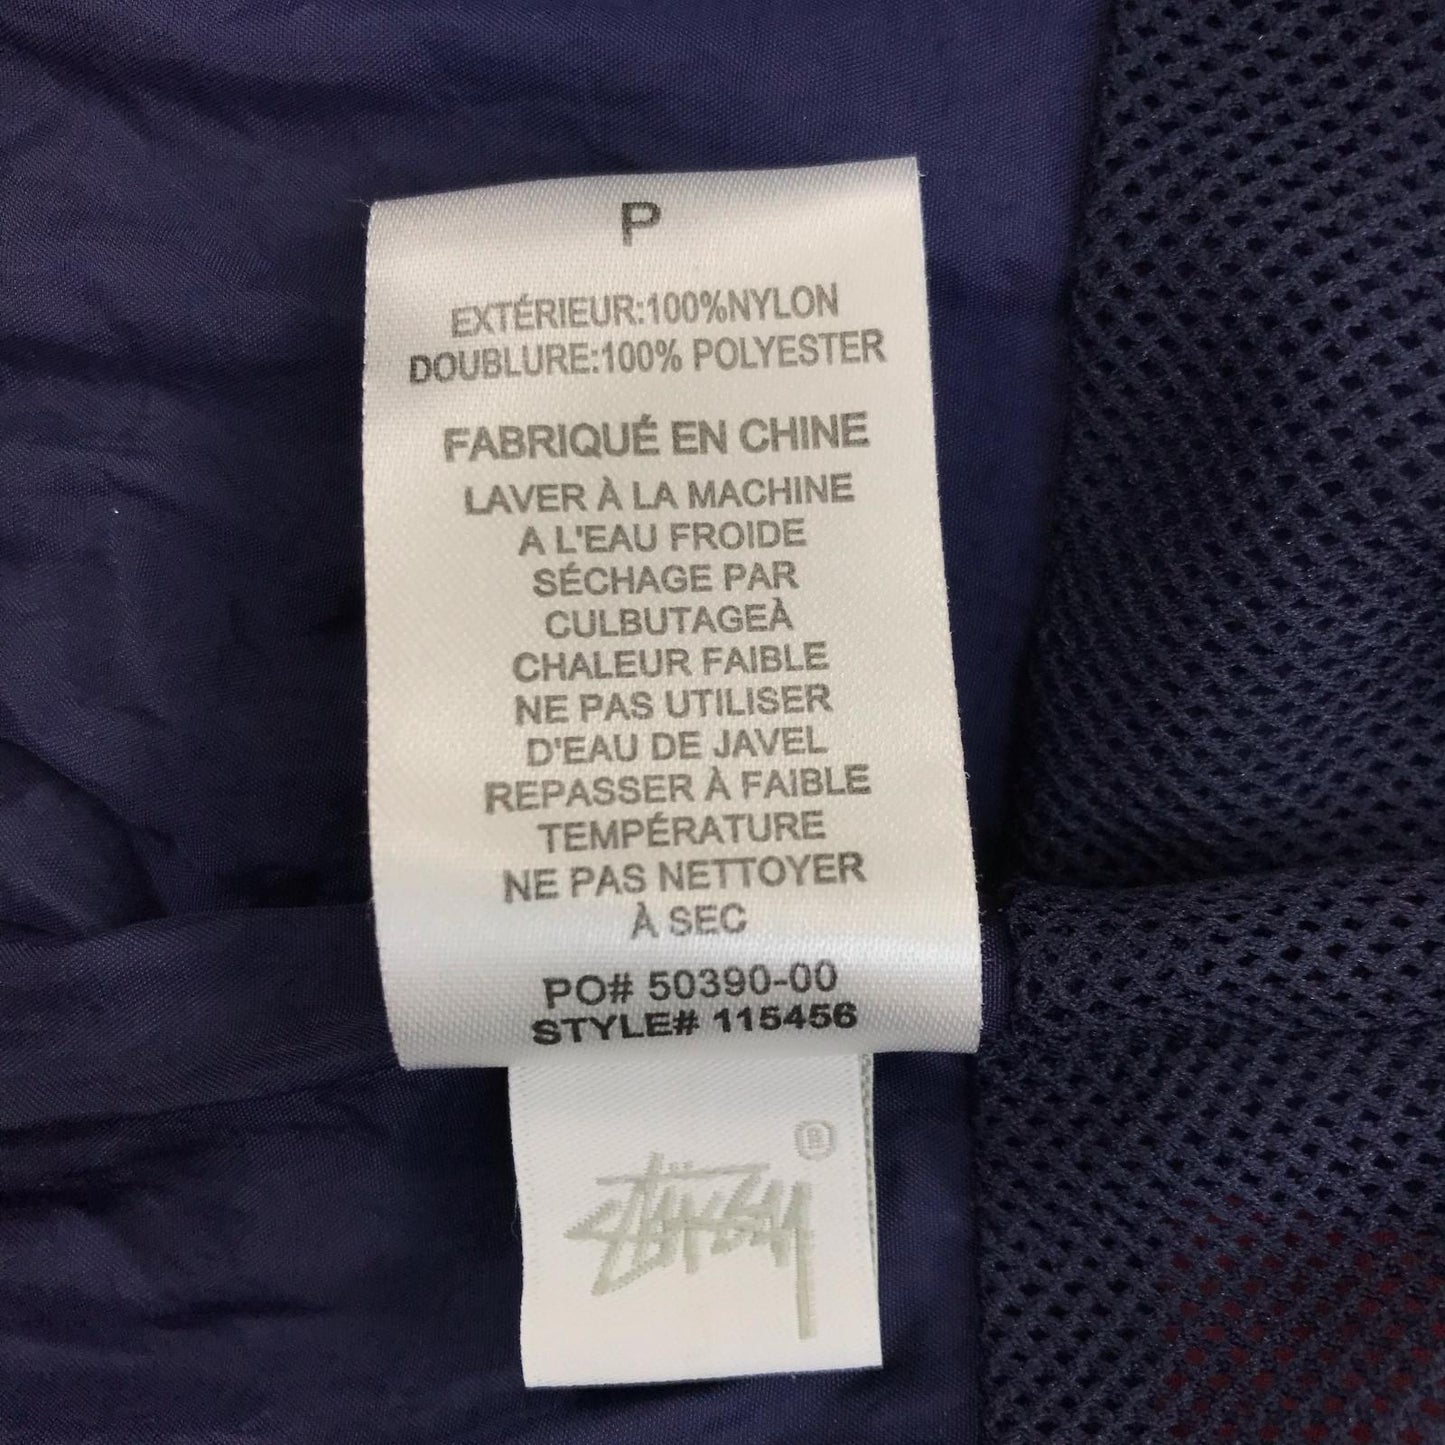 P
EXTÉRIEUR:100%NYLON
DOUBLURE:100% POLYESTER
FABRIQUÉ EN CHINE
LAVER À LA MACHINE
A L'EAU FROIDE
SÉCHAGE PAR
CULBUTAGEÀ
CHALEUR FAIBLE
NE PAS UTILISER
D'EAU DE JAVEL
REPASSER À FAIBLE
TEMPÉRATURE
NE PAS NETTOYER
À SEC
PO# 50390-00
STYLE# 115456
Stüssy ®